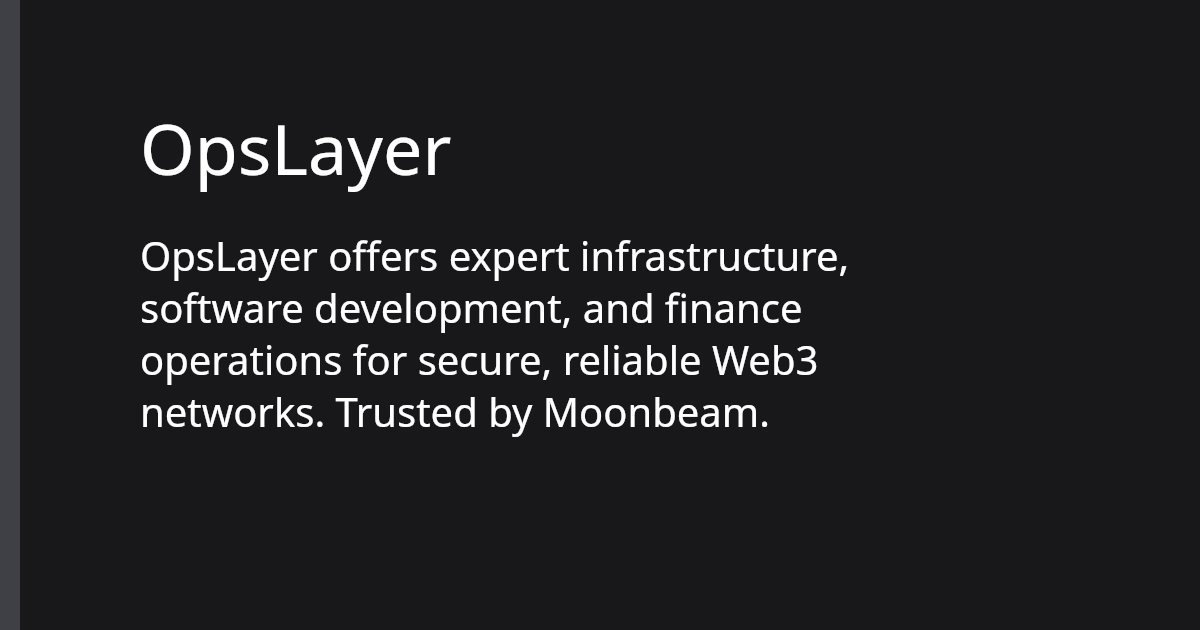 OpsLayer
OpsLayer offers expert infrastructure,
software development, and finance
operations for secure, reliable Web3
networks. Trusted by Moonbeam.